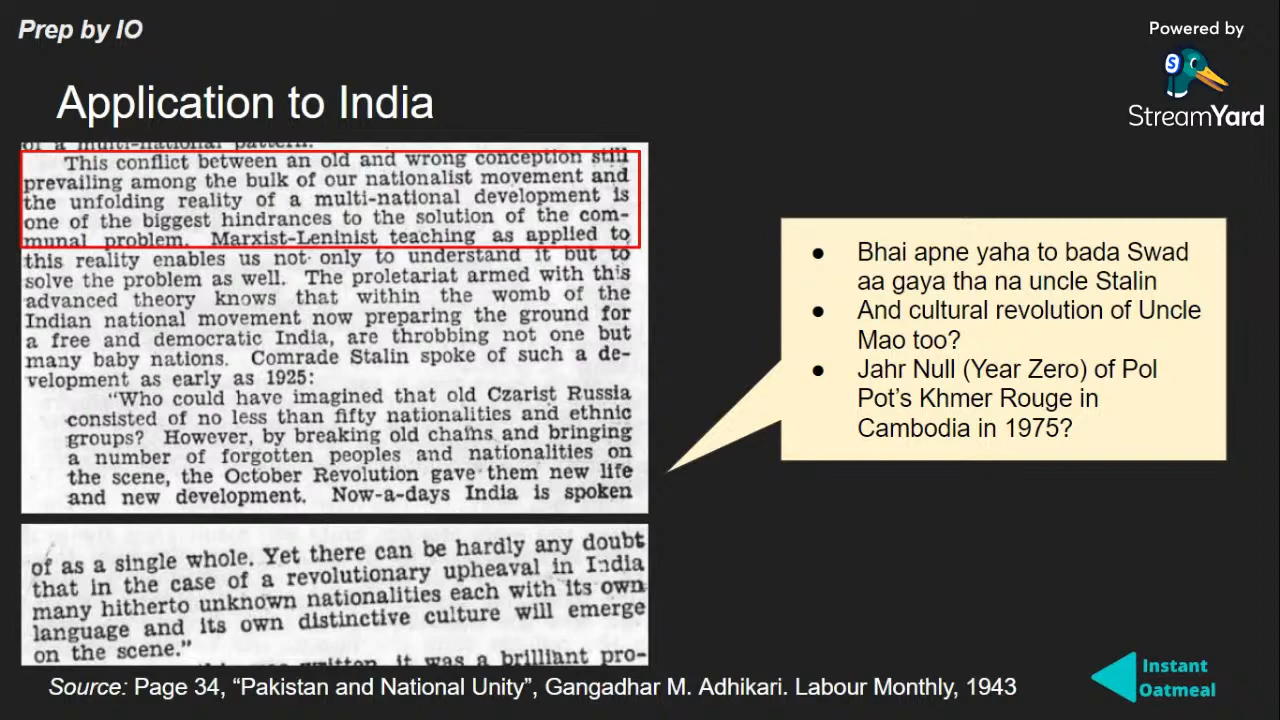 Prep by IO
Powered by
StreamYard
Application to India
of a multi-national pattern.
This conflict between an old and wrong conception still
prevailing among the bulk of our nationalist movement and
the unfolding reality of a multi-national development is
one of the biggest hindrances to the solution of the com-
munal problem. Marxist-Leninist teaching as applied to
this reality enables us not only to understand it but to
solve the problem as well. The proletariat armed with this
advanced theory knows that within the womb of the
Indian national movement now preparing the ground for
a free and democratic India, are throbbing not one but
many baby nations. Comrade Stalin spoke of such a de-
velopment as early as 1925:
"Who could have imagined that old Czarist Russia
consisted of no less than fifty nationalities and ethnic
groups? However, by breaking old chains and bringing
a number of forgotten peoples and nationalities on
the scene, the October Revolution gave them new life
and new development. Now-a-days India is spoken
of as a single whole. Yet there can be hardly any doubt
that in the case of a revolutionary upheaval in India
many hitherto unknown nationalities each with its own
language and its own distinctive culture will emerge
on the scene."
written, it was a brilliant pro-
● Bhai apne yaha to bada Swad
aa gaya tha na uncle Stalin
● And cultural revolution of Uncle
Mao too?
● Jahr Null (Year Zero) of Pol
Pot's Khmer Rouge in
Cambodia in 1975?
Source: Page 34, "Pakistan and National Unity", Gangadhar M. Adhikari. Labour Monthly, 1943
Instant
Oatmeal